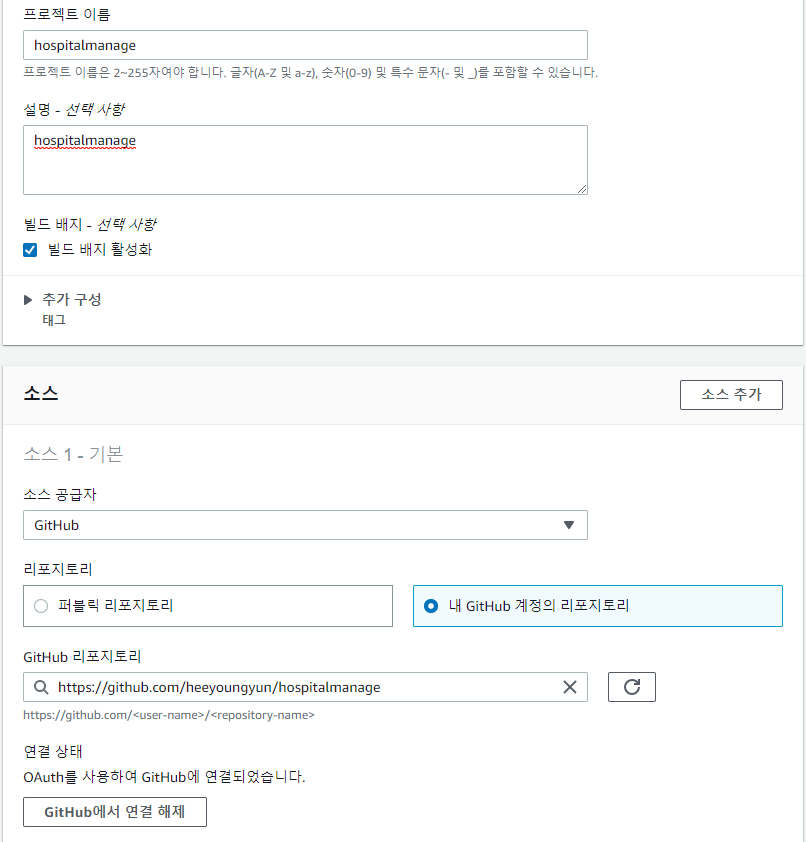 프로젝트 이름
hospitalmanage
프로젝트 이름은 2~255자여야 합니다. 글자(A-Z 및 a-z), 숫자(0-9) 및 특수 문자(- 및 _)를 포함할 수 있습니다.
설명 - 선택 사항
hospitalmanage
빌드 배지 - 선택 사항
빌드 배지 활성화
추가 구성
태그
소스
소스 추가
소스 1 - 기본
소스 공급자
GitHub
리포지토리
퍼블릭 리포지토리
내 GitHub 계정의 리포지토리
GitHub 리포지토리
https://github.com/heeyoungyun/hospitalmanage
https://github.com/<user-name>/<repository-name>
연결 상태
OAuth를 사용하여 GitHub에 연결되었습니다.
GitHub에서 연결 해제